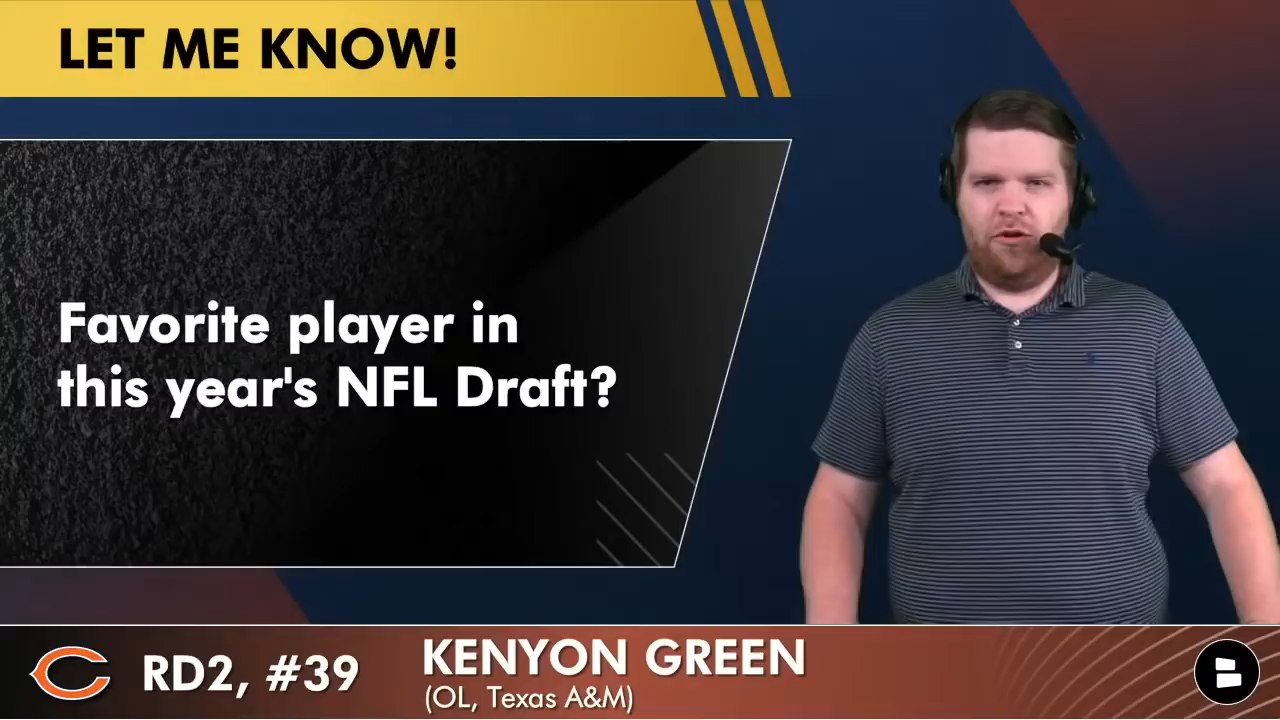 LET ME KNOW!
Favorite player in
this year's NFL Draft?
RD2, #39
KENYON GREEN
(OL, Texas A&M)